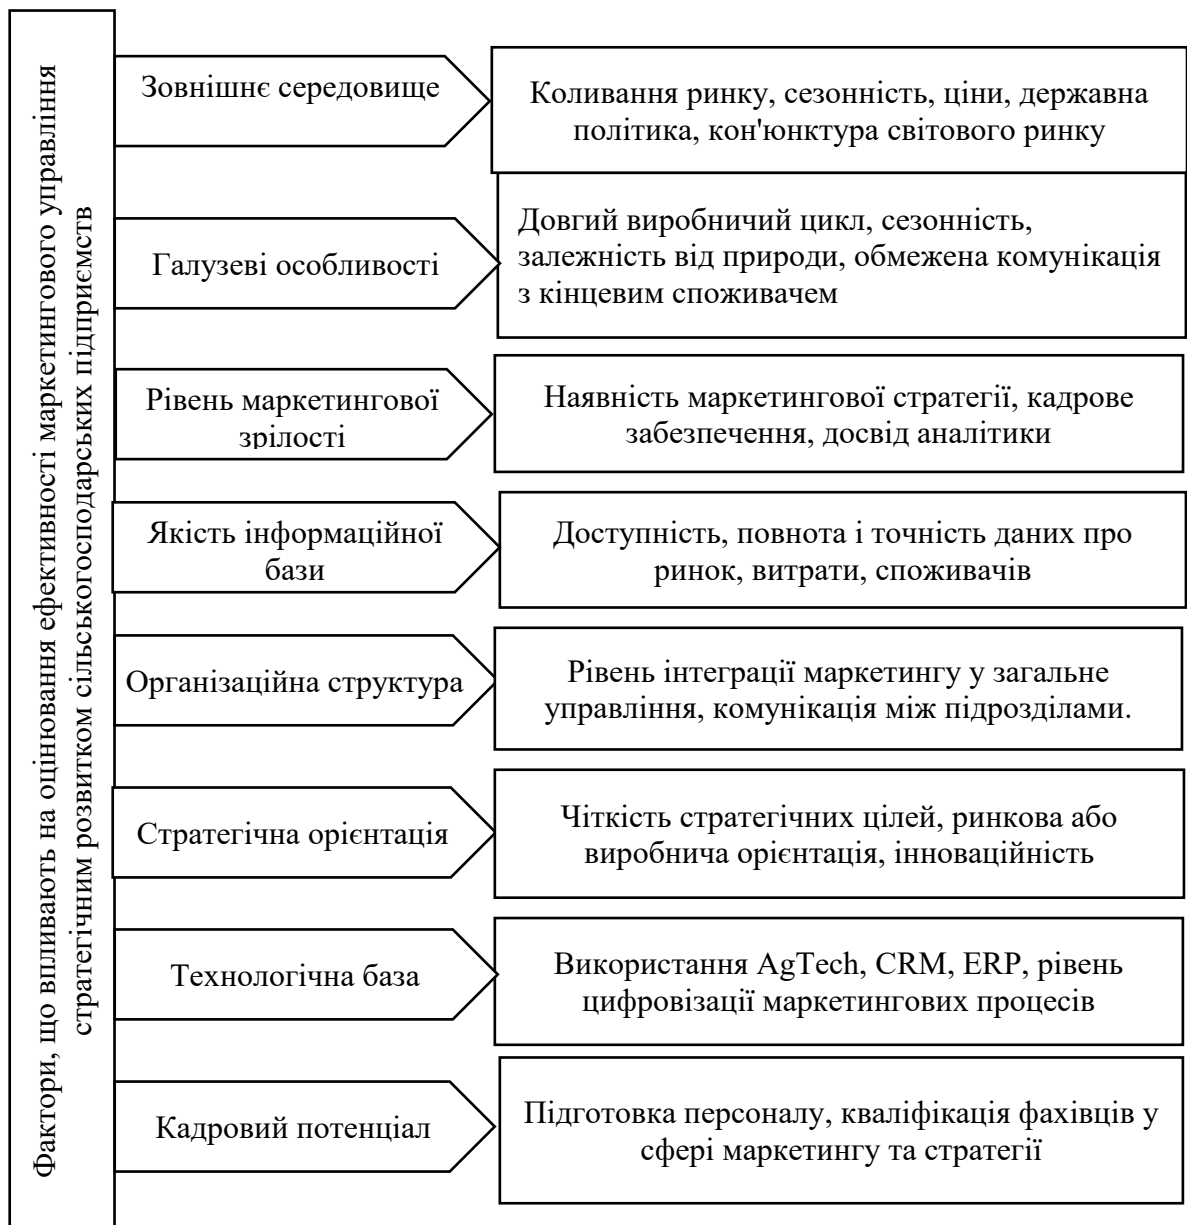 Фактори, що впливають на оцінювання ефективності маркетингового управління
стратегічним розвитком сільськогосподарських підприємств
Зовнішнє середовище
Коливання ринку, сезонність, ціни, державна
політика, кон'юнктура світового ринку
Галузеві особливості
Довгий виробничий цикл, сезонність,
залежність від природи, обмежена комунікація
з кінцевим споживачем
Рівень маркетингової
зрілості
Наявність маркетингової стратегії, кадрове
забезпечення, досвід аналітики
Якість інформаційної
бази
Доступність, повнота і точність даних про
ринок, витрати, споживачів
Організаційна структура
Рівень інтеграції маркетингу у загальне
управління, комунікація між підрозділами.
Стратегічна орієнтація
Чіткість стратегічних цілей, ринкова або
виробнича орієнтація, інноваційність
Технологічна база
Використання AgTech, CRM, ERP, рівень
цифровізації маркетингових процесів
Кадровий потенціал
Підготовка персоналу, кваліфікація фахівців у
сфері маркетингу та стратегії